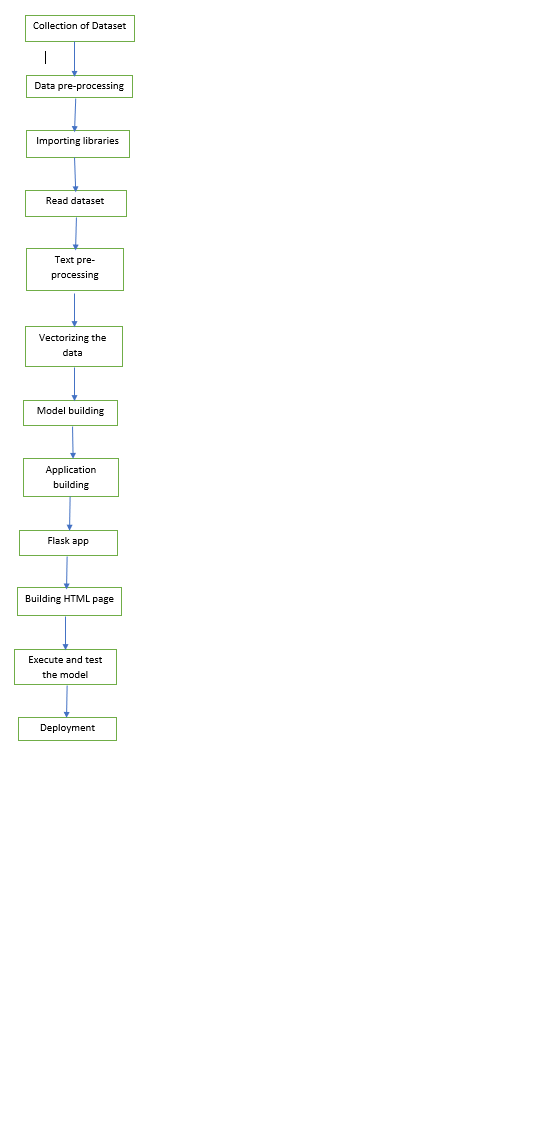 Collection of Dataset
Data pre-processing
Importing libraries
Read dataset
Text pre-
processing
Vectorizing the
data
Model building
Application
building
Flask app
Building HTML page
Execute and test
the model
Deployment